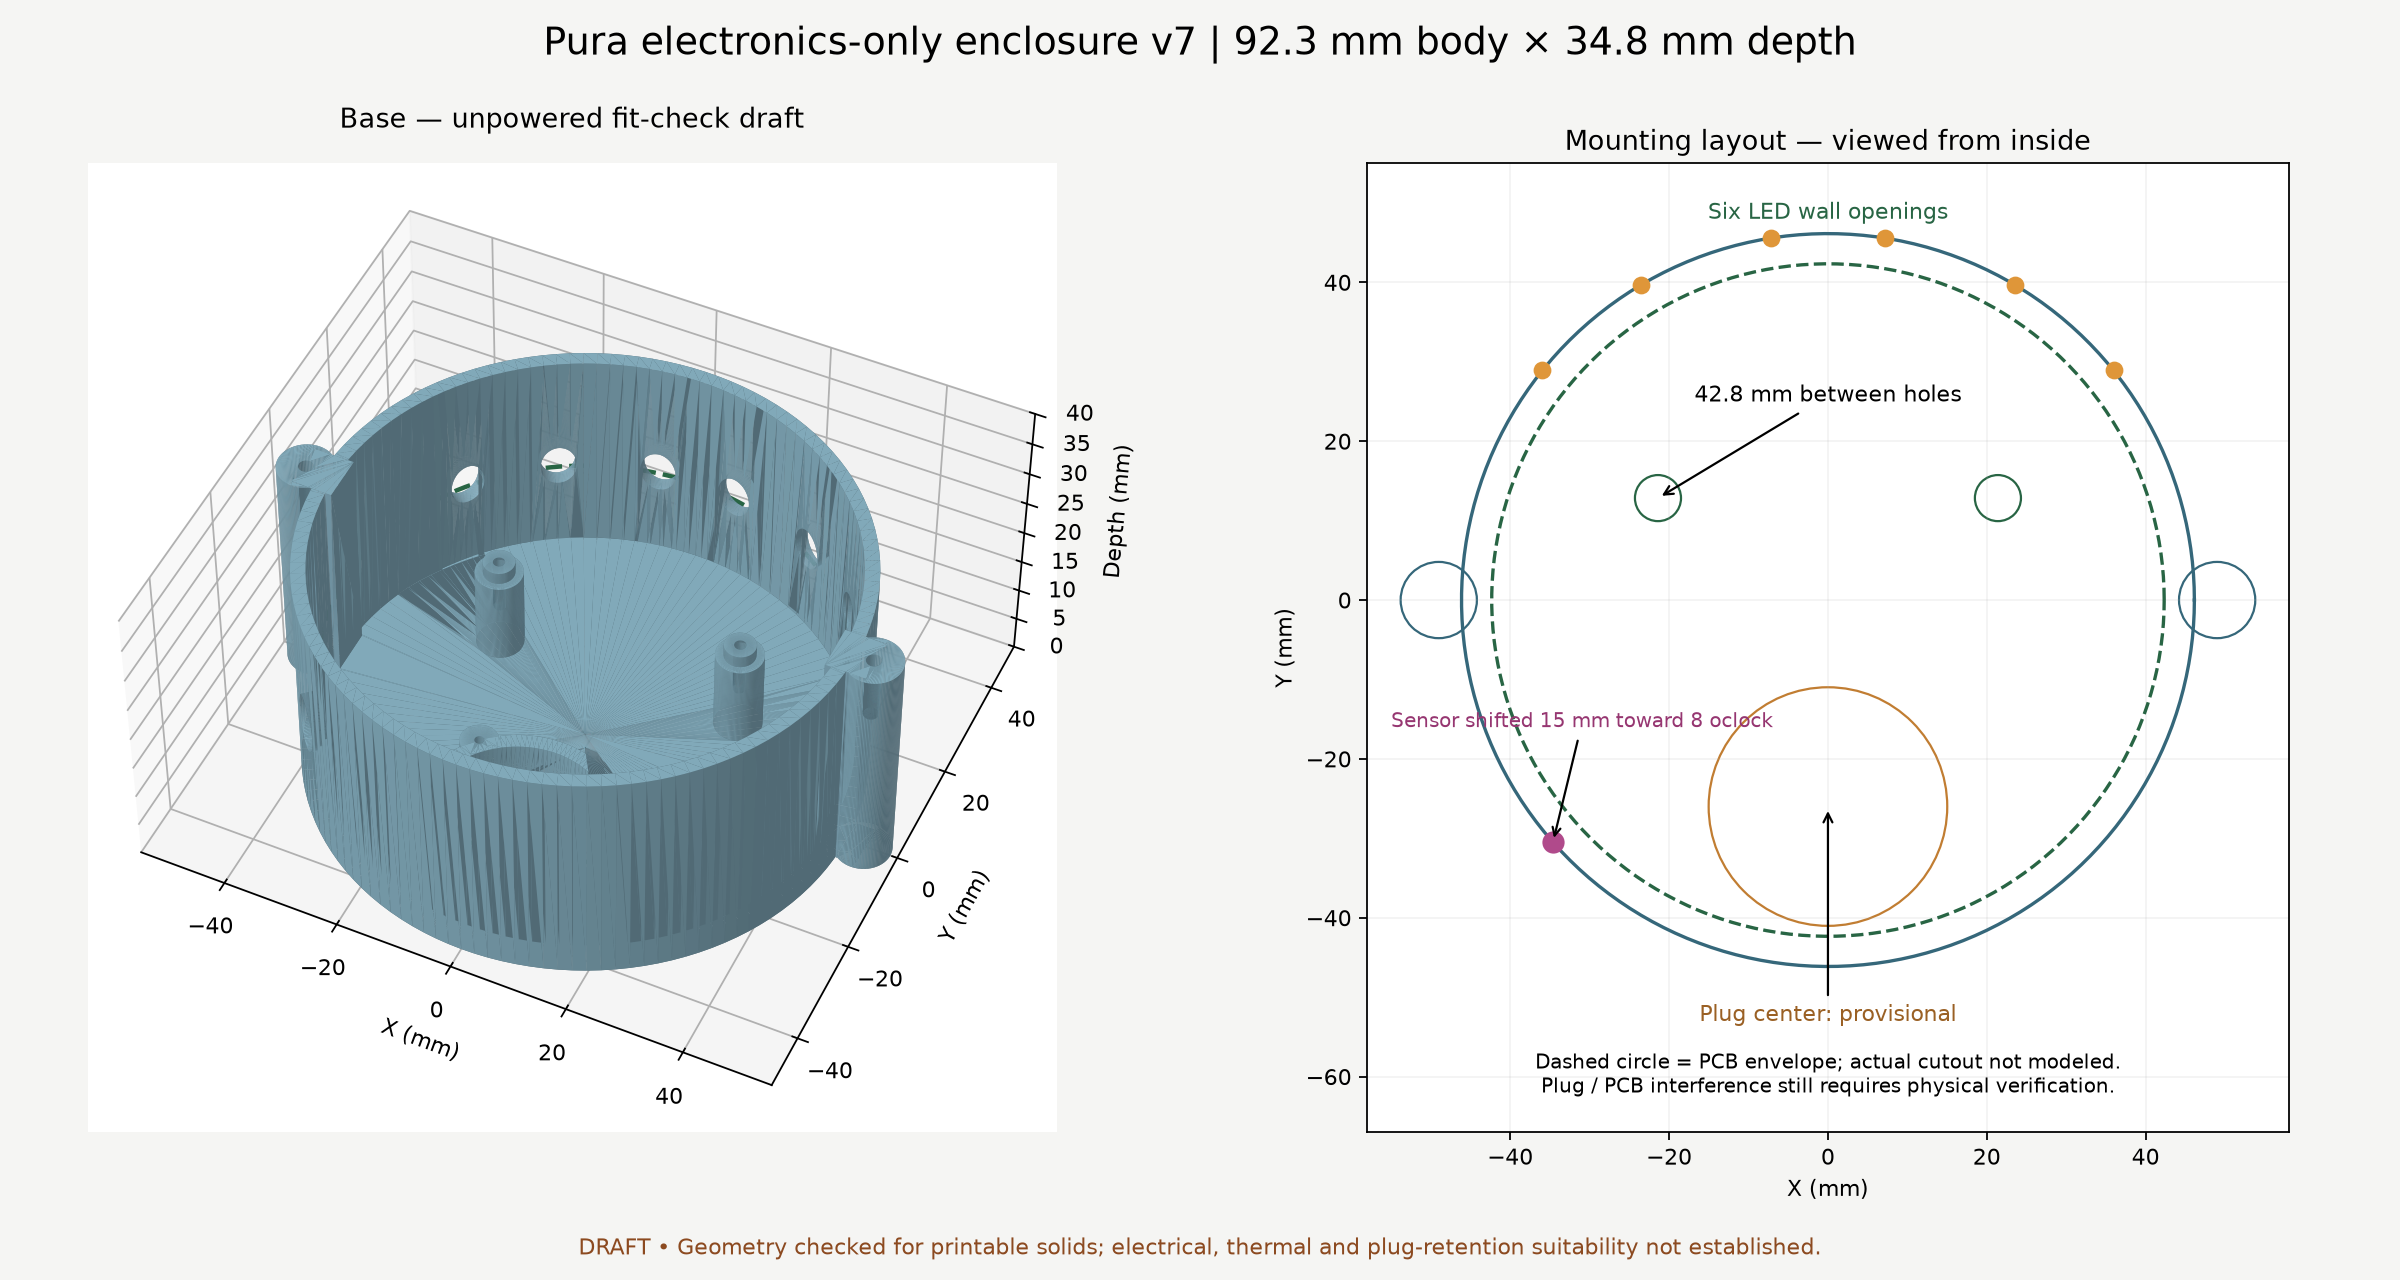 Pura electronics-only enclosure v7 | 92.3 mm body × 34.8 mm depth
Base — unpowered fit-check draft
40
35
30
25
20
15
10
5
0
Depth (mm)
40
20
0
−20
−40
Y (mm)
−40
−20
0
20
40
X (mm)
Mounting layout — viewed from inside
Six LED wall openings
42.8 mm between holes
Sensor shifted 15 mm toward 8 oclock
Plug center: provisional
Dashed circle = PCB envelope; actual cutout not modeled.
Plug / PCB interference still requires physical verification.
40
20
0
−20
−40
−60
Y (mm)
−40
−20
0
20
40
X (mm)
DRAFT • Geometry checked for printable solids; electrical, thermal and plug-retention suitability not established.